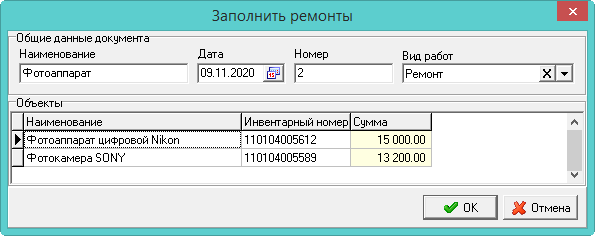 Заполнить ремонты
Общие данные документа
Наименование Дата Номер Вид работ
Фотоаппарат 09.11.2020 2 Ремонт
Объекты
Наименование Инвентарный номер Сумма
Фотоаппарат цифровой Nikon 110104005612 15 000.00
Фотокамера SONY 110104005589 13 200.00
OK Отмена